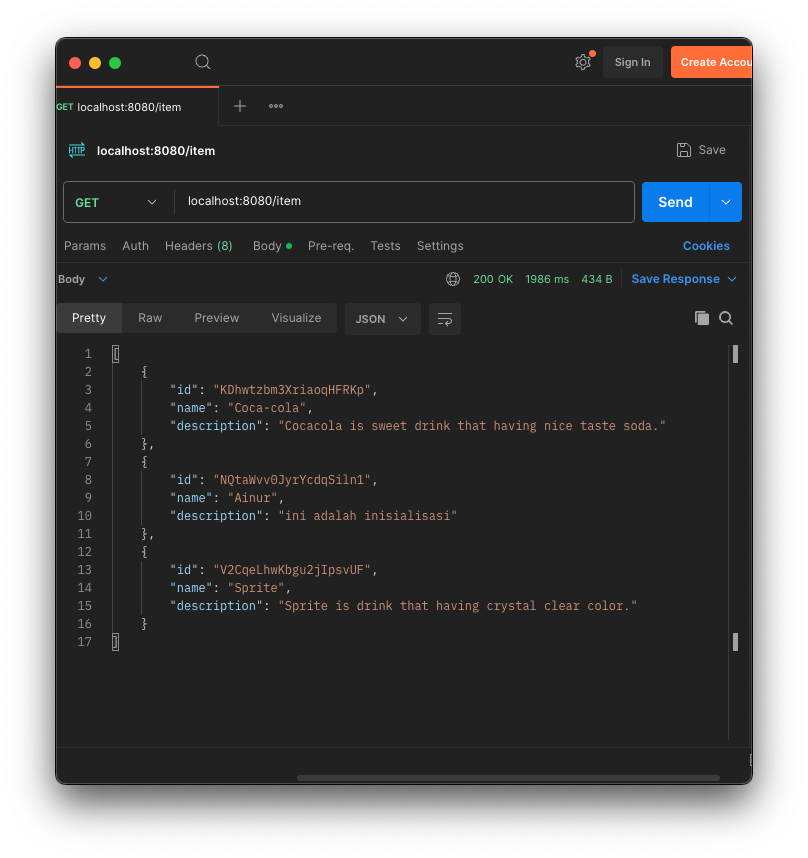 Sign In
Create Accou
GET localhost:8080/item
HTTP localhost:8080/item
Save
GET
localhost:8080/item
Send
Params Auth Headers (8) Body Pre-req. Tests Settings
Cookies
Body
200 OK 1986 ms 434 B
Save Response
Pretty Raw Preview Visualize
JSON
1 [
2 {
3 "id": "KDhwtzbm3XriaoqHFRKp",
4 "name": "Coca-cola",
5 "description": "Cocacola is sweet drink that having nice taste soda."
6 },
7 {
8 "id": "NQtaWvv0JyrYcdqSiln1",
9 "name": "Ainur",
10 "description": "ini adalah inisialisasi"
11 },
12 {
13 "id": "V2CqeLhwKbgu2jIpsvUF",
14 "name": "Sprite",
15 "description": "Sprite is drink that having crystal clear color."
16 }
17 ]